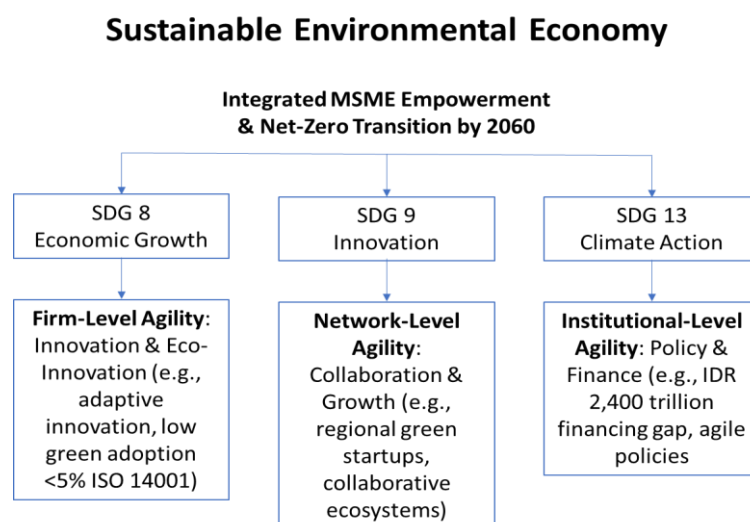 Sustainable Environmental Economy
Integrated MSME Empowerment
& Net-Zero Transition by 2060
SDG 8
Economic Growth
SDG 9
Innovation
SDG 13
Climate Action
Firm-Level Agility:
Innovation & Eco-
Innovation (e.g.,
adaptive
innovation, low
green adoption
<5% ISO 14001)
Network-Level
Agility:
Collaboration &
Growth (e.g.,
regional green
startups,
collaborative
ecosystems)
Institutional-Level
Agility: Policy &
Finance (e.g., IDR
2,400 trillion
financing gap, agile
policies